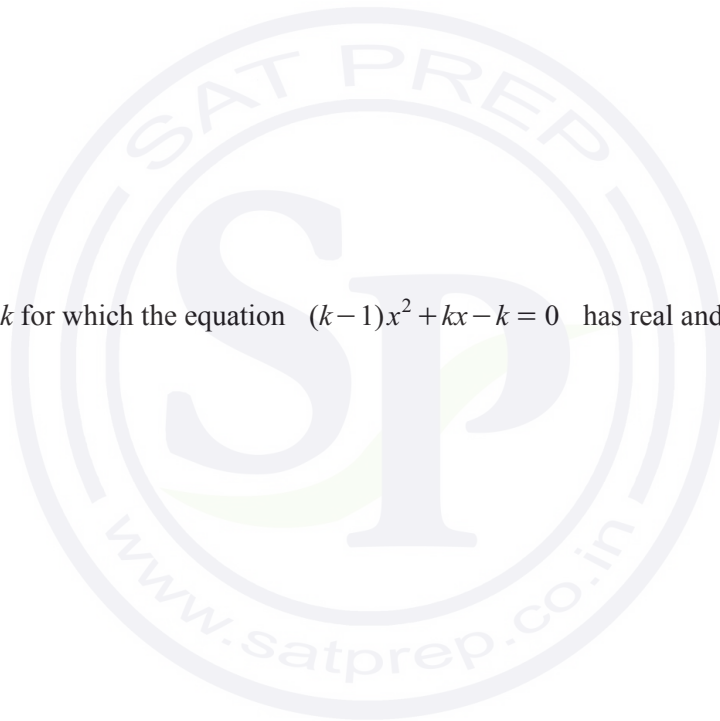 SAT PREP
k for which the equation (k−1)x² + kx − k = 0 has real and
SP
www.satprep.co.in